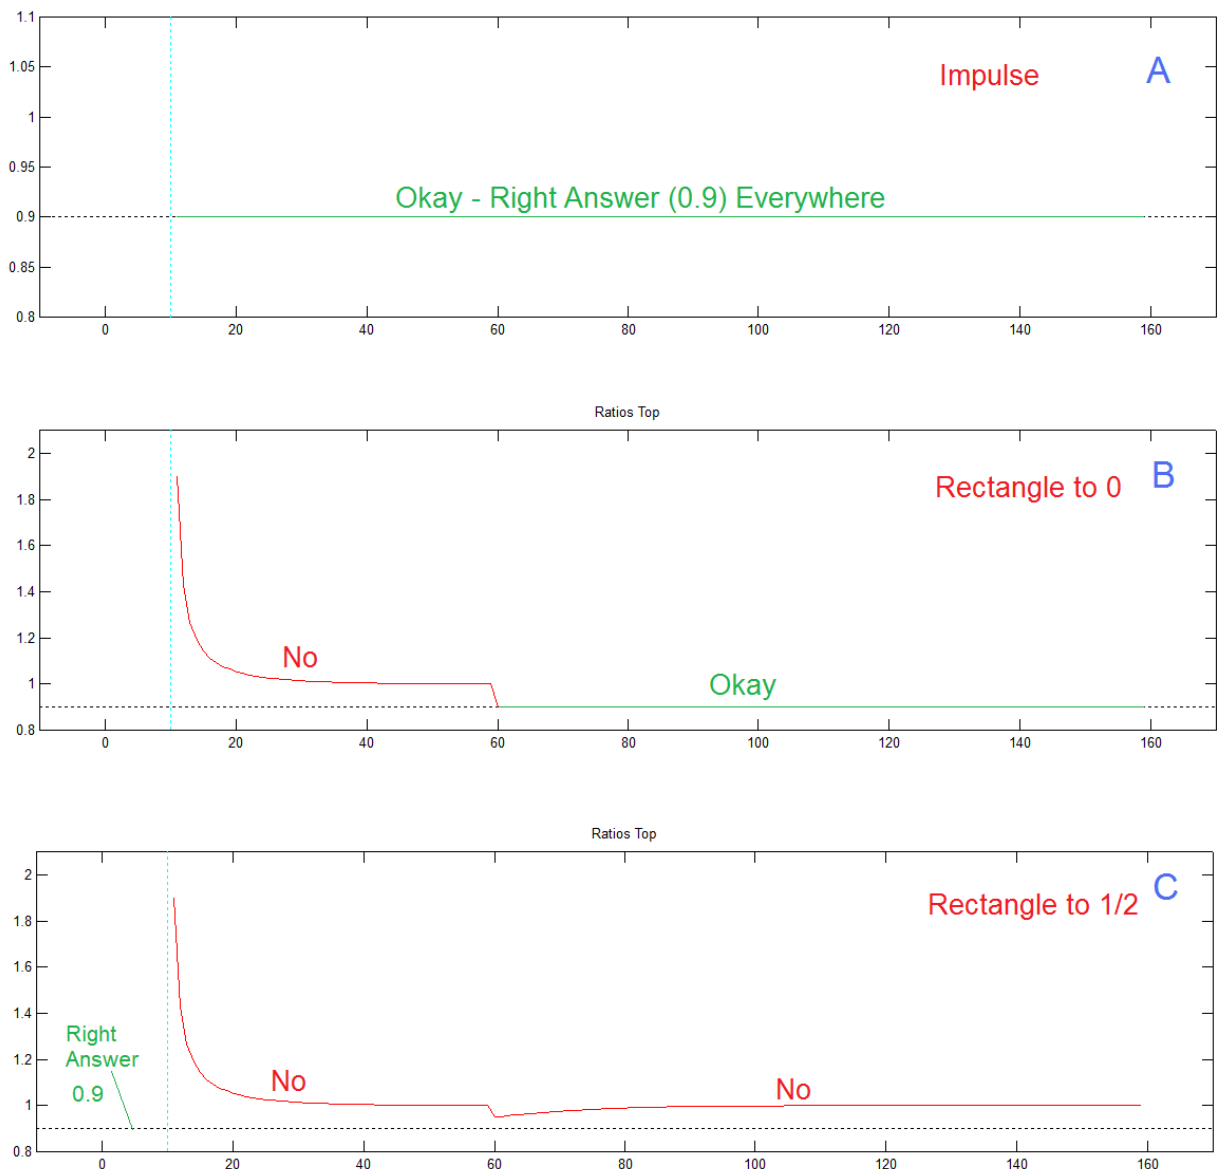 1.1
1.05
1
0.95
0.9
0.85
0.8
Impulse
A
Okay - Right Answer (0.9) Everywhere
0 20 40 60 80 100 120 140 160
Ratios Top
2
1.8
1.6
1.4
1.2
1
0.8
Rectangle to 0
B
No
Okay
0 20 40 60 80 100 120 140 160
Ratios Top
2
1.8
1.6
1.4
1.2
1
0.8
Rectangle to 1/2
C
Right
Answer
0.9
No
No
0 20 40 60 80 100 120 140 160